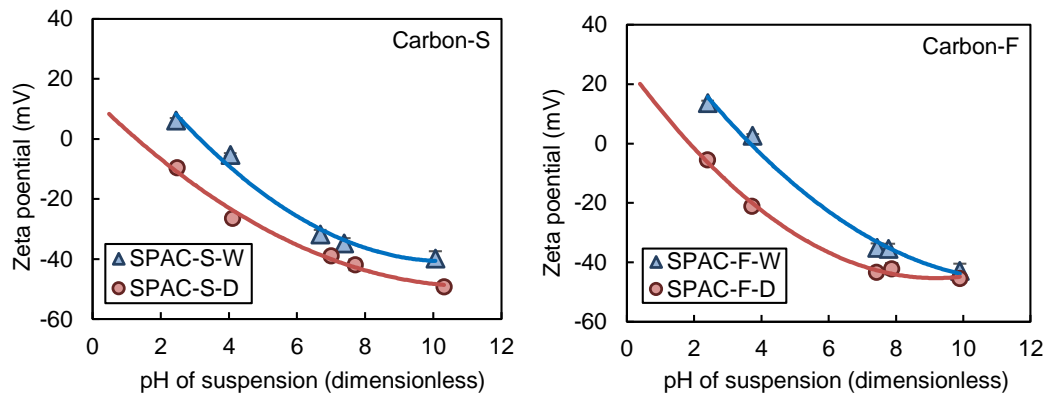 Carbon-S
Zeta poential (mV)
40
20
0
-20
-40
-60
SPAC-S-W
SPAC-S-D
0 2 4 6 8 10 12
pH of suspension (dimensionless)
Carbon-F
Zeta potential (mV)
40
20
0
-20
-40
-60
SPAC-F-W
SPAC-F-D
0 2 4 6 8 10 12
pH of suspension (dimensionless)